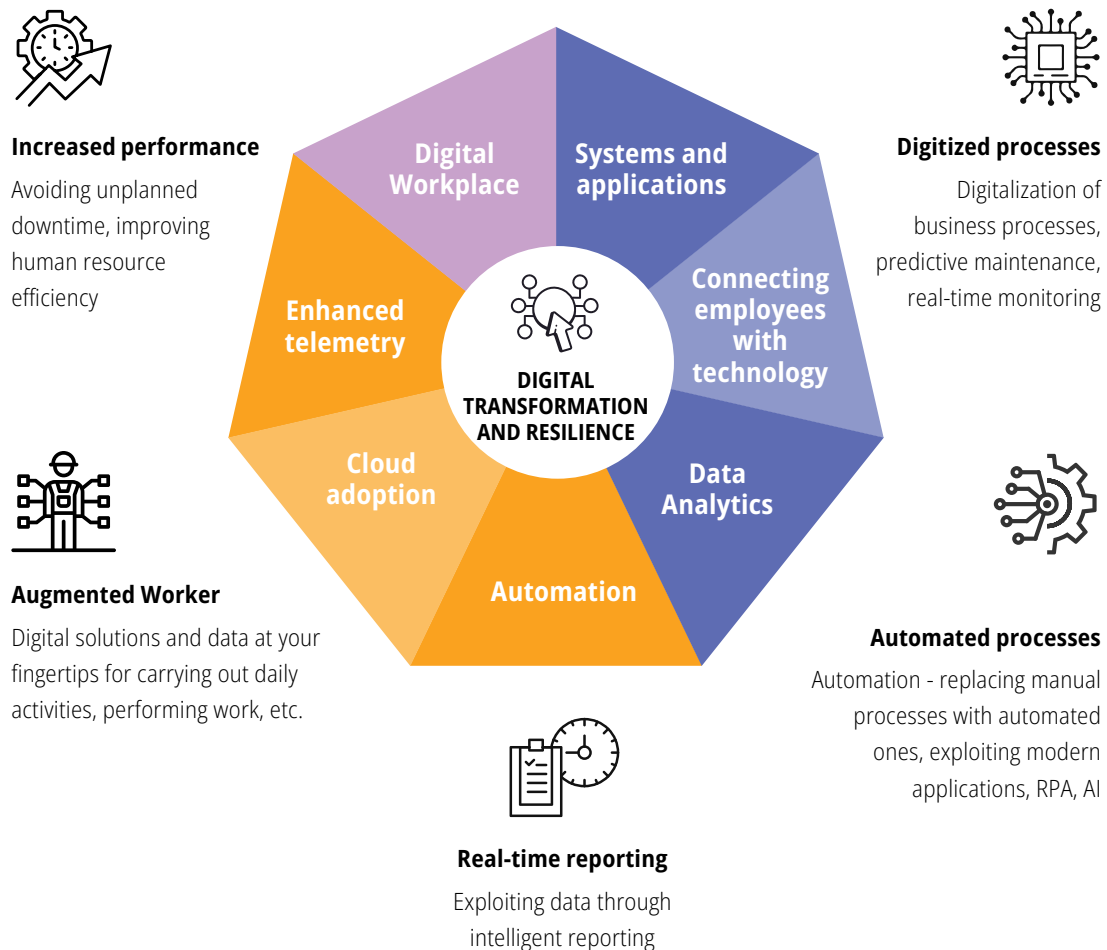 Increased performance
Avoiding unplanned
downtime, improving
human resource
efficiency
Digital
Workplace
Systems and
applications
Digitized processes
Digitalization of
business processes,
predictive maintenance,
real-time monitoring
Enhanced
telemetry
Connecting
employees
with
technology
DIGITAL
TRANSFORMATION
AND RESILIENCE
Cloud
adoption
Data
Analytics
Automation
Augmented Worker
Digital solutions and data at your
fingertips for carrying out daily
activities, performing work, etc.
Automated processes
Automation - replacing manual
processes with automated
ones, exploiting modern
applications, RPA, AI
Real-time reporting
Exploiting data through
intelligent reporting